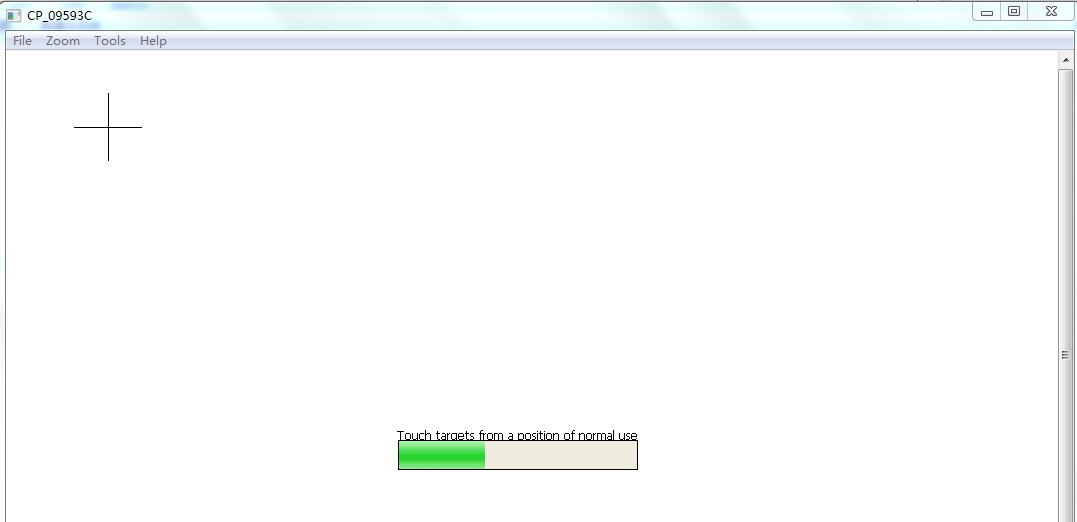 CP_09593C
File Zoom Tools Help
Touch targets from a position of normal use